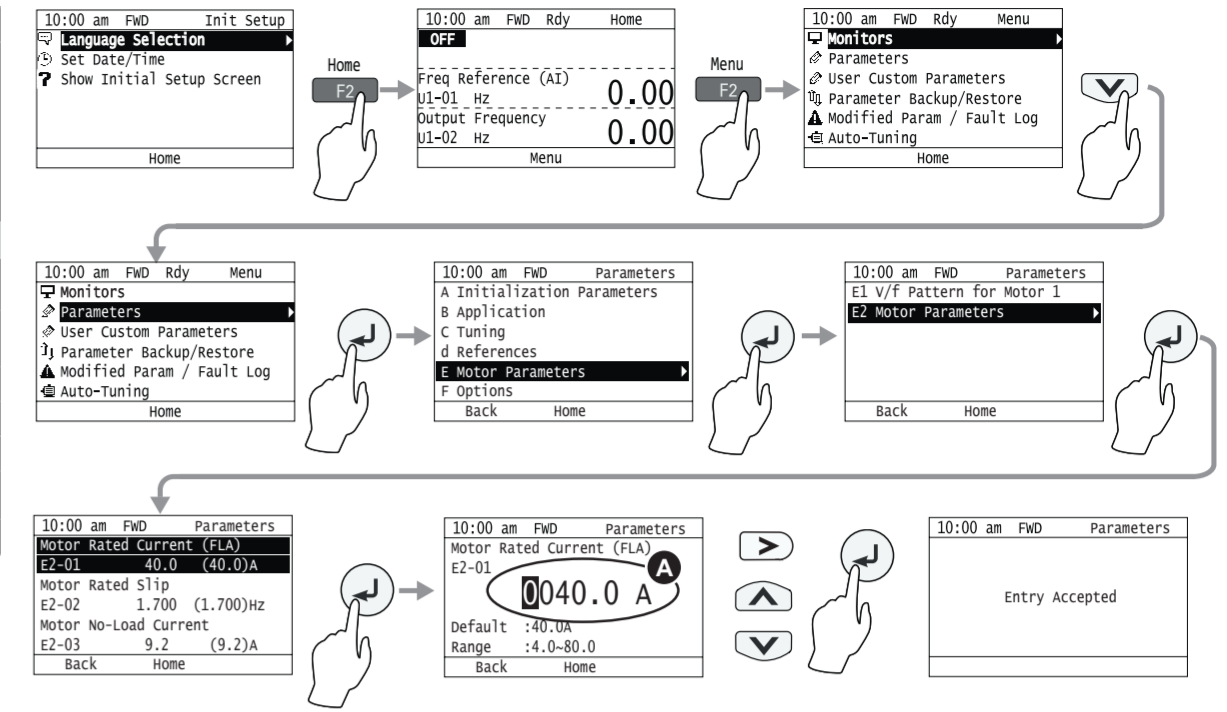 10:00 am FWD Init Setup
Language Selection
Set Date/Time
? Show Initial Setup Screen
Home
Home
F2
10:00 am FWD Rdy Home
OFF
Freq Reference (AI)
U1-01 Hz 0.00
Output Frequency
U1-02 Hz 0.00
Menu
Menu
F2
10:00 am FWD Rdy Menu
Monitors
Parameters
User Custom Parameters
Parameter Backup/Restore
Modified Param / Fault Log
Auto-Tuning
Home
10:00 am FWD Rdy Menu
Monitors
Parameters
User Custom Parameters
Parameter Backup/Restore
Modified Param / Fault Log
Auto-Tuning
Home
10:00 am FWD Parameters
A Initialization Parameters
B Application
C Tuning
d References
E Motor Parameters
F Options
Back Home
10:00 am FWD Parameters
E1 V/f Pattern for Motor 1
E2 Motor Parameters
Back Home
10:00 am FWD Parameters
Motor Rated Current (FLA)
E2-01 40.0 (40.0)A
Motor Rated Slip
E2-02 1.700 (1.700)Hz
Motor No-Load Current
E2-03 9.2 (9.2)A
Back Home
10:00 am FWD Parameters
Motor Rated Current (FLA)
E2-01
A
0040.0 A
Default :40.0A
Range :4.0~80.0
Back Home
10:00 am FWD Parameters
Entry Accepted